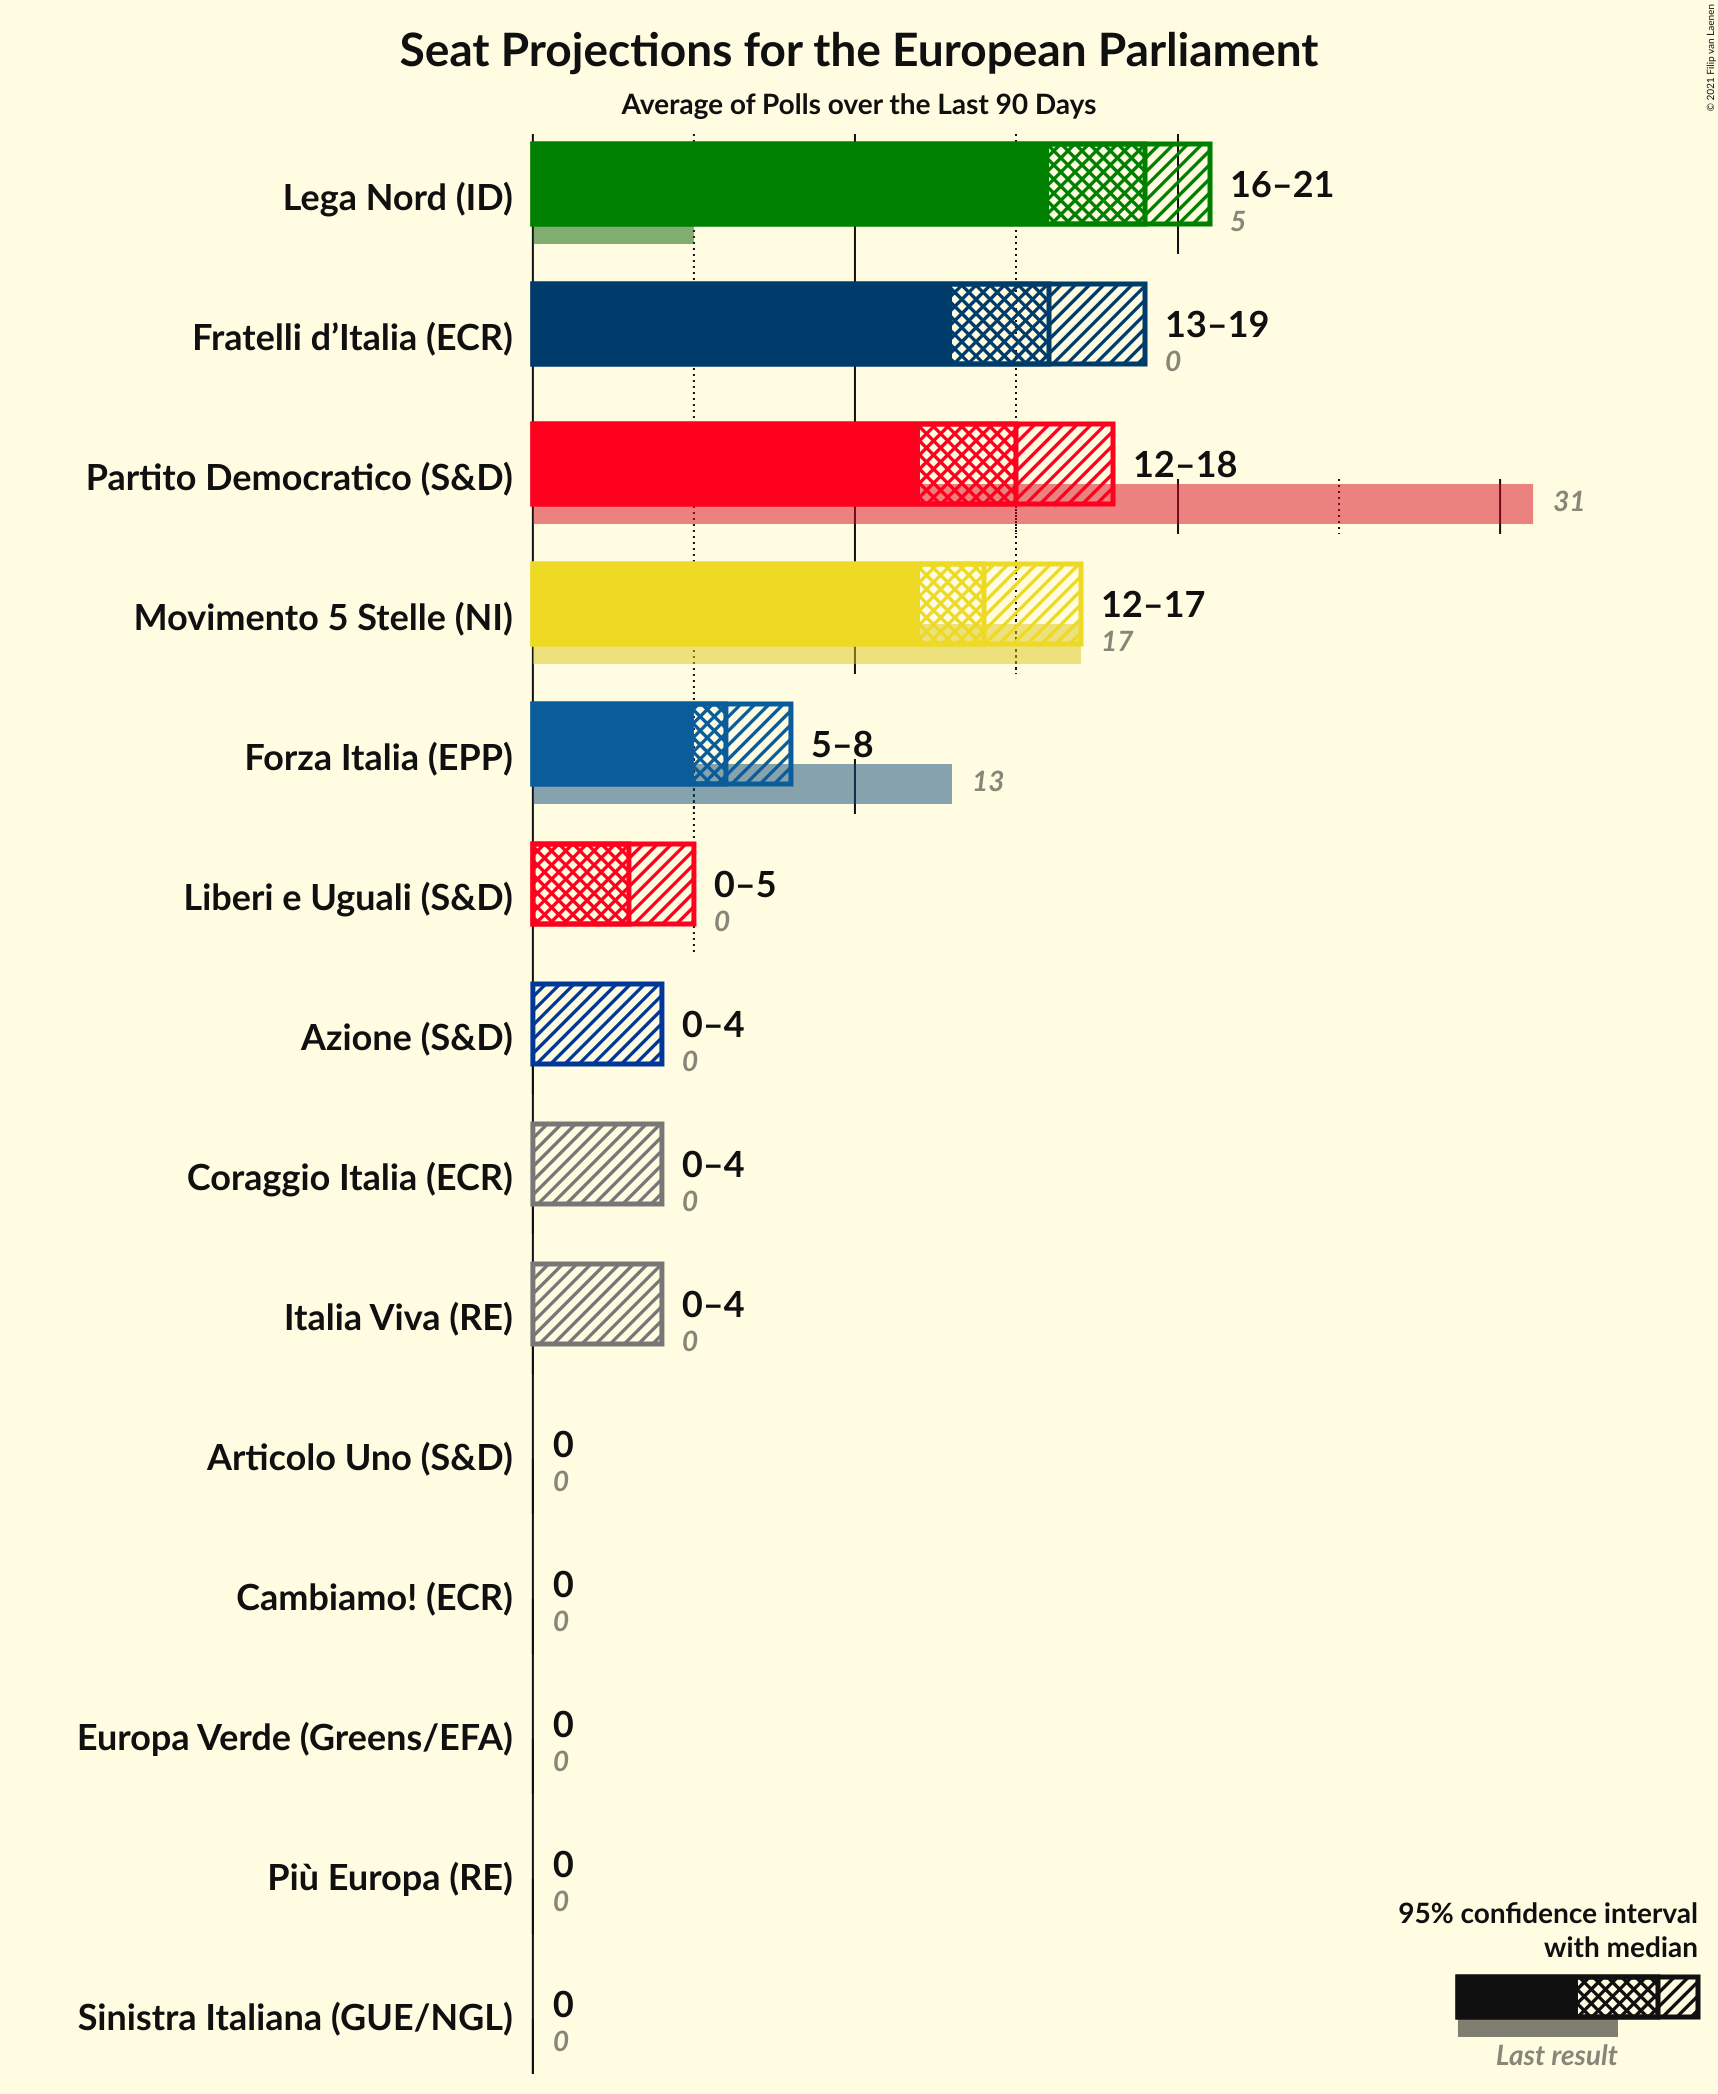 Seat Projections for the European Parliament
Average of Polls over the Last 90 Days
© 2021 Filip van Laenen
Lega Nord (ID)
16–21
5
Fratelli d’Italia (ECR)
13–19
0
Partito Democratico (S&D)
12–18
31
Movimento 5 Stelle (NI)
12–17
17
Forza Italia (EPP)
5–8
13
Liberi e Uguali (S&D)
0–5
0
Azione (S&D)
0–4
0
Coraggio Italia (ECR)
0–4
0
Italia Viva (RE)
0–4
0
Articolo Uno (S&D)
0
0
Cambiamo! (ECR)
0
0
Europa Verde (Greens/EFA)
0
0
Più Europa (RE)
0
0
Sinistra Italiana (GUE/NGL)
0
0
95% confidence interval
with median
Last result